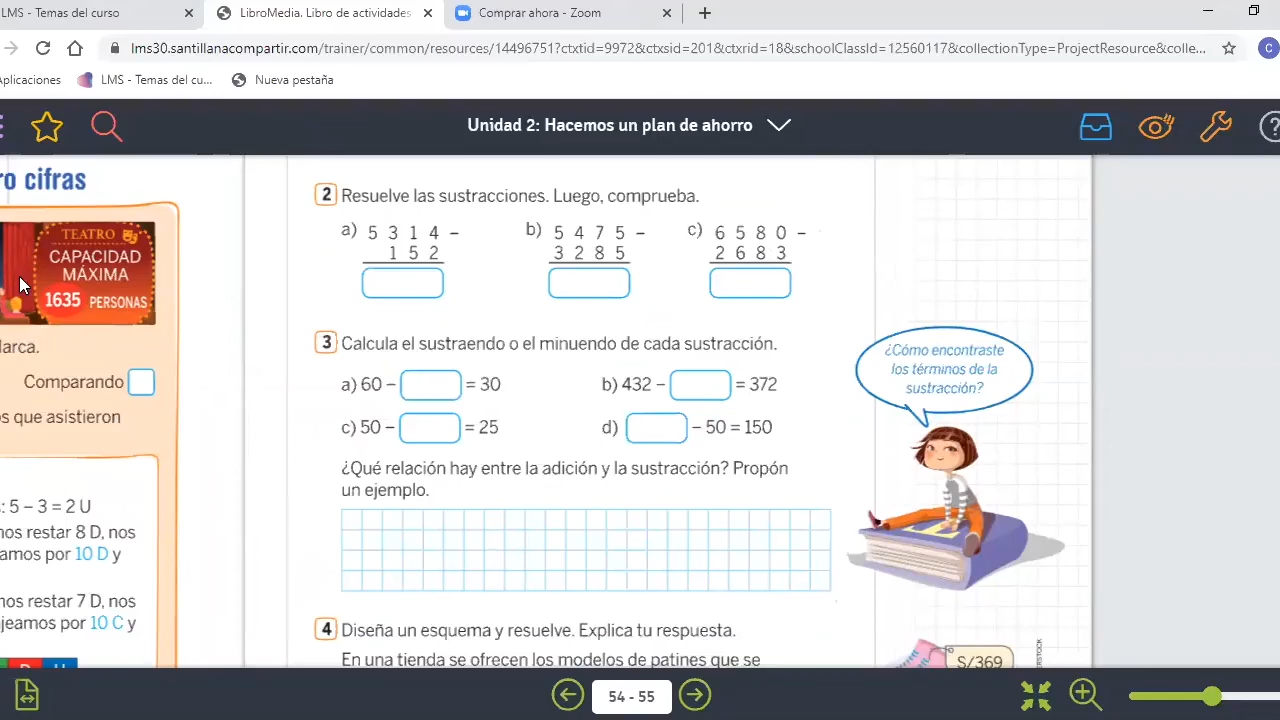 LMS - Temas del curso
LibroMedia. Libro de actividades
Comprar ahora - Zoom
lms30.santillanacompartir.com/trainer/common/resources/14496751?ctxtid=9972&ctxsid=201&ctxrid=18&schoolClassId=12560117&collectionType=ProjectResource&colle...
C
plicaciones
LMS - Temas del cu...
Nueva pestaña
Unidad 2: Hacemos un plan de ahorro
ro cifras
TEATRO
CAPACIDAD
MÁXIMA
1635 PERSONAS
arca.
Comparando
os que asistieron
: 5 – 3 = 2 U
nos restar 8 D, nos
amos por 10 D y
nos restar 7 D, nos
jeamos por 10 C y
D U
2 Resuelve las sustracciones. Luego, comprueba.
a) 5 3 1 4 –
1 5 2
b) 5 4 7 5 –
3 2 8 5
c) 6 5 8 0 –
2 6 8 3
3 Calcula el sustraendo o el minuendo de cada sustracción.
a) 60 – = 30
b) 432 – = 372
c) 50 – = 25
d) – 50 = 150
¿Qué relación hay entre la adición y la sustracción? Propón
un ejemplo.
¿Cómo encontraste
los términos de la
sustracción?
4 Diseña un esquema y resuelve. Explica tu respuesta.
En una tienda se ofrecen los modelos de patines que se
S/369
54 - 55